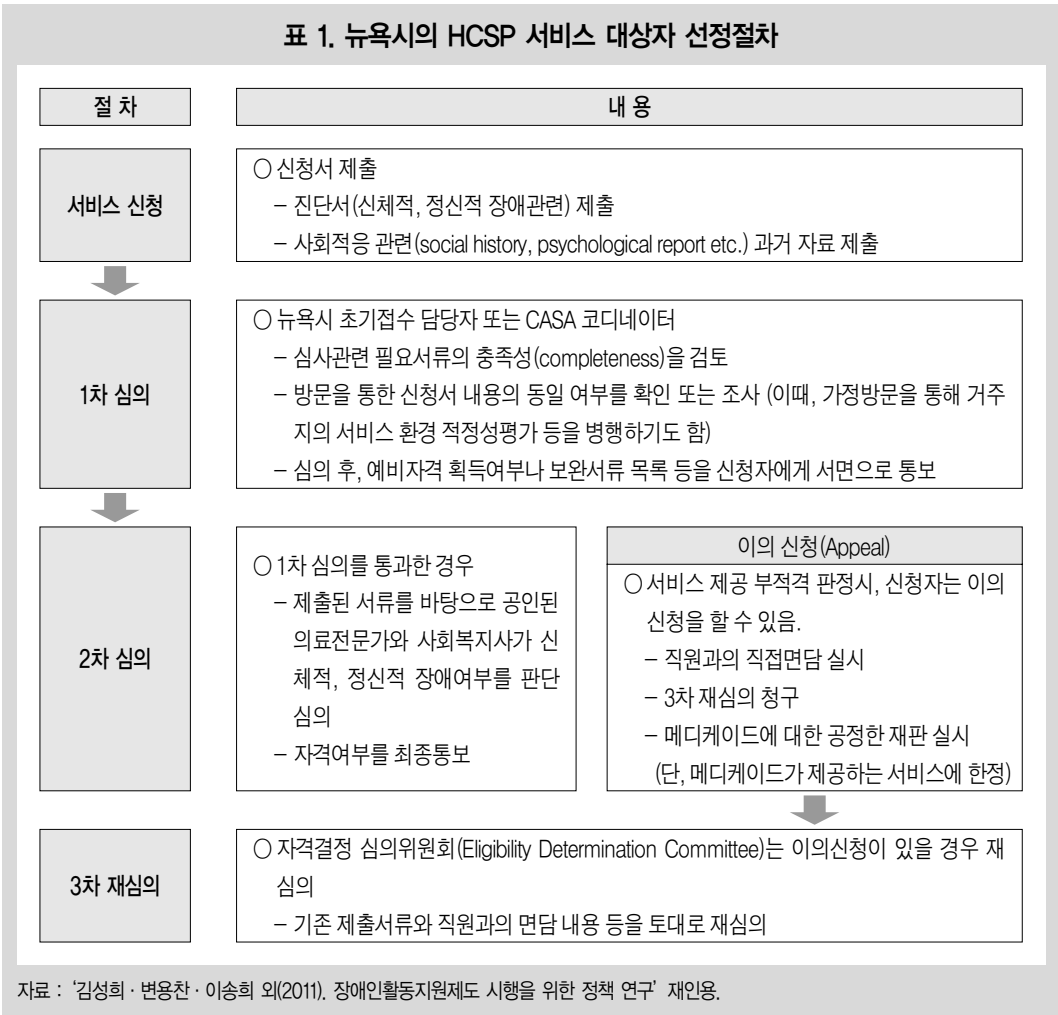 표 1. 뉴욕시의 HCSP 서비스 대상자 선정절차
절 차
내 용
서비스 신청
○ 신청서 제출
– 진단서(신체적, 정신적 장애관련) 제출
– 사회적응 관련(social history, psychological report etc.) 과거 자료 제출
1차 심의
○ 뉴욕시 초기접수 담당자 또는 CASA 코디네이터
– 심사관련 필요서류의 충족성(completeness)을 검토
– 방문을 통한 신청서 내용의 동일 여부를 확인 또는 조사 (이때, 가정방문을 통해 거주
지의 서비스 환경 적정성평가 등을 병행하기도 함)
– 심의 후, 예비자격 획득여부나 보완서류 목록 등을 신청자에게 서면으로 통보
2차 심의
○ 1차 심의를 통과한 경우
– 제출된 서류를 바탕으로 공인된
의료전문가와 사회복지사가 신
체적, 정신적 장애여부를 판단
심의
– 자격여부를 최종통보
이의 신청(Appeal)
○ 서비스 제공 부적격 판정시, 신청자는 이의
신청을 할 수 있음.
– 직원과의 직접면담 실시
– 3차 재심의 청구
– 메디케이드에 대한 공정한 재판 실시
(단, 메디케이드가 제공하는 서비스에 한정)
3차 재심의
○ 자격결정 심의위원회(Eligibility Determination Committee)는 이의신청이 있을 경우 재
심의
– 기존 제출서류와 직원과의 면담 내용 등을 토대로 재심의
자료 : ‘김성희 · 변용찬 · 이송희 외(2011). 장애인활동지원제도 시행을 위한 정책 연구’ 재인용.